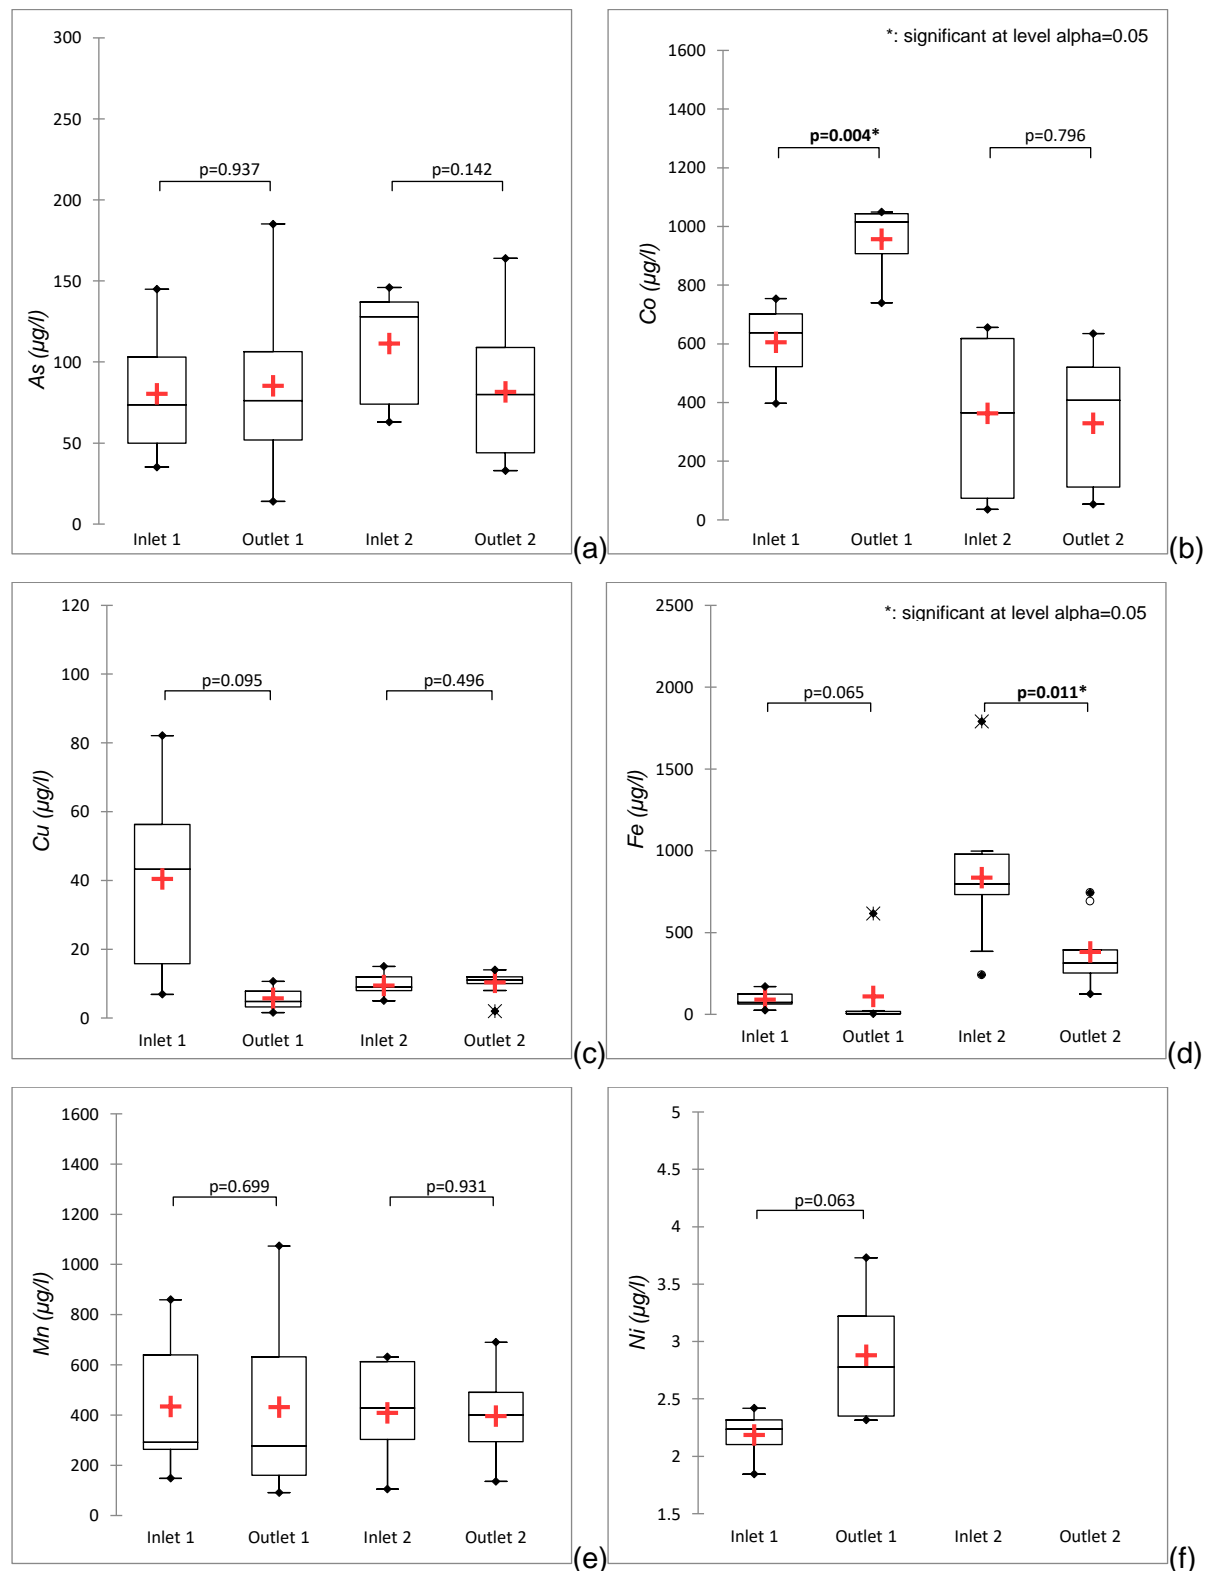 300
250
200
150
100
50
0
As (µg/l)
p=0.937
p=0.142
Inlet 1 Outlet 1 Inlet 2 Outlet 2
(a)
*: significant at level alpha=0.05
1600
1400
1200
1000
800
600
400
200
0
Co (µg/l)
p=0.004*
p=0.796
Inlet 1 Outlet 1 Inlet 2 Outlet 2
(b)
120
100
80
60
40
20
0
Cu (µg/l)
p=0.095
p=0.496
Inlet 1 Outlet 1 Inlet 2 Outlet 2
(c)
*: significant at level alpha=0.05
2500
2000
1500
1000
500
0
Fe (µg/l)
p=0.065
p=0.011*
Inlet 1 Outlet 1 Inlet 2 Outlet 2
(d)
1600
1400
1200
1000
800
600
400
200
0
Mn (µg/l)
p=0.699
p=0.931
Inlet 1 Outlet 1 Inlet 2 Outlet 2
(e)
5
4.5
4
3.5
3
2.5
2
1.5
Ni (µg/l)
p=0.063
Inlet 1 Outlet 1 Inlet 2 Outlet 2
(f)